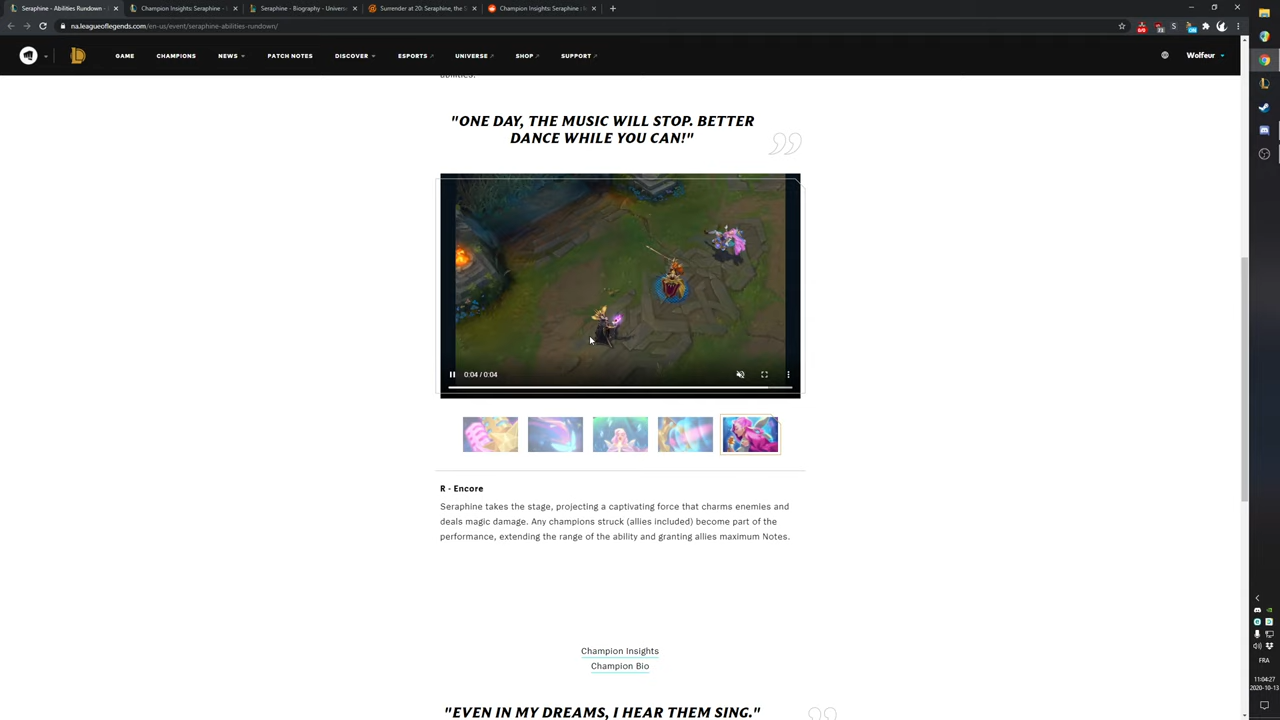 Seraphine - Abilities Rundown -
Champion Insights: Seraphine -
Seraphine - Biography - Universe
Surrender at 20: Seraphine, the S
Champion Insights: Seraphine : l
na.leagueoflegends.com/en-us/event/seraphine-abilities-rundown/
GAME
CHAMPIONS
NEWS
PATCH NOTES
DISCOVER
ESPORTS
UNIVERSE
SHOP
SUPPORT
Wolfeur
abilities.
"ONE DAY, THE MUSIC WILL STOP. BETTER
DANCE WHILE YOU CAN!"
0:04 / 0:04
R - Encore
Seraphine takes the stage, projecting a captivating force that charms enemies and
deals magic damage. Any champions struck (allies included) become part of the
performance, extending the range of the ability and granting allies maximum Notes.
Champion Insights
Champion Bio
"EVEN IN MY DREAMS, I HEAR THEM SING."
FRA
11:04:27
2020-10-13